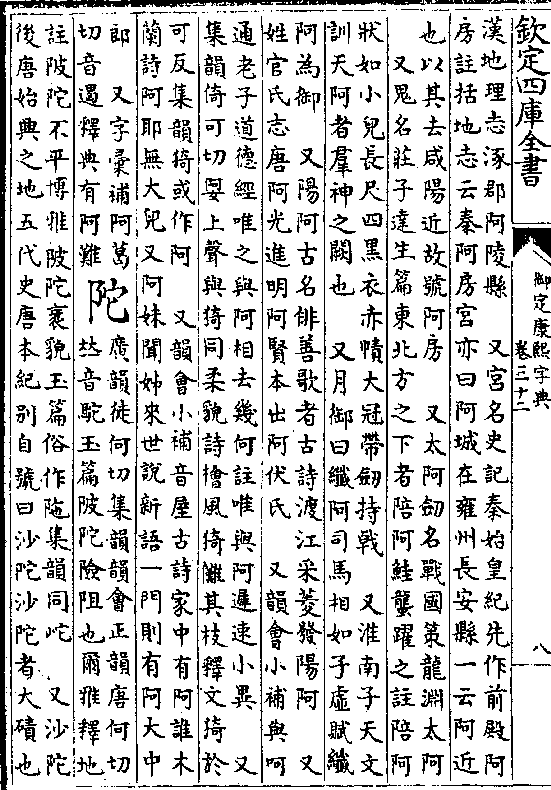 欽定四庫全書
御定康熙字典
卷三十二
八
漢地理志涿郡阿陵縣　又宮名史記秦始皇紀先作前殿阿
房註括地志云秦阿房宮亦曰阿城在雍州長安縣一云阿近
也以其去咸陽近故號阿房　又太阿劒名戰國策龍淵太阿
又鬼名莊子達生篇東北方之下者陪阿鮭蠪躍之註陪阿
狀如小兒長尺四黑衣赤幘大冠帶劒持戟　又淮南子天文
訓天阿者羣神之闕也　又月御曰纖阿司馬相如子虛賦纖
阿為御　又陽阿古名俳善歌者古詩渡江采菱發陽阿　又
姓官氏志唐阿光進明阿賢本出阿伏氏　又韻會小補與呵
通老子道德經唯之與阿相去幾何註唯與阿遲速小異　又
集韻倚可切娿上聲與猗同柔貌詩檜風猗儺其枝釋文猗於
可反集韻猗或作阿　又韻會小補音屋古詩家中有阿誰木
蘭詩阿耶無大兒又阿妹聞姊來世說新語一門則有阿大中
郎　又字彙補阿葛
切音遏釋典有阿難
陀
廣韻徒何切集韻韻會正韻唐何切
𠀤音駝玉篇陂陀險阻也爾雅釋地
註陂陀不平博雅陂陀袤貌玉篇俗作陁集韻同岮　又沙陀
後唐始興之地五代史唐本紀別自號曰沙陀沙陀者大磧也